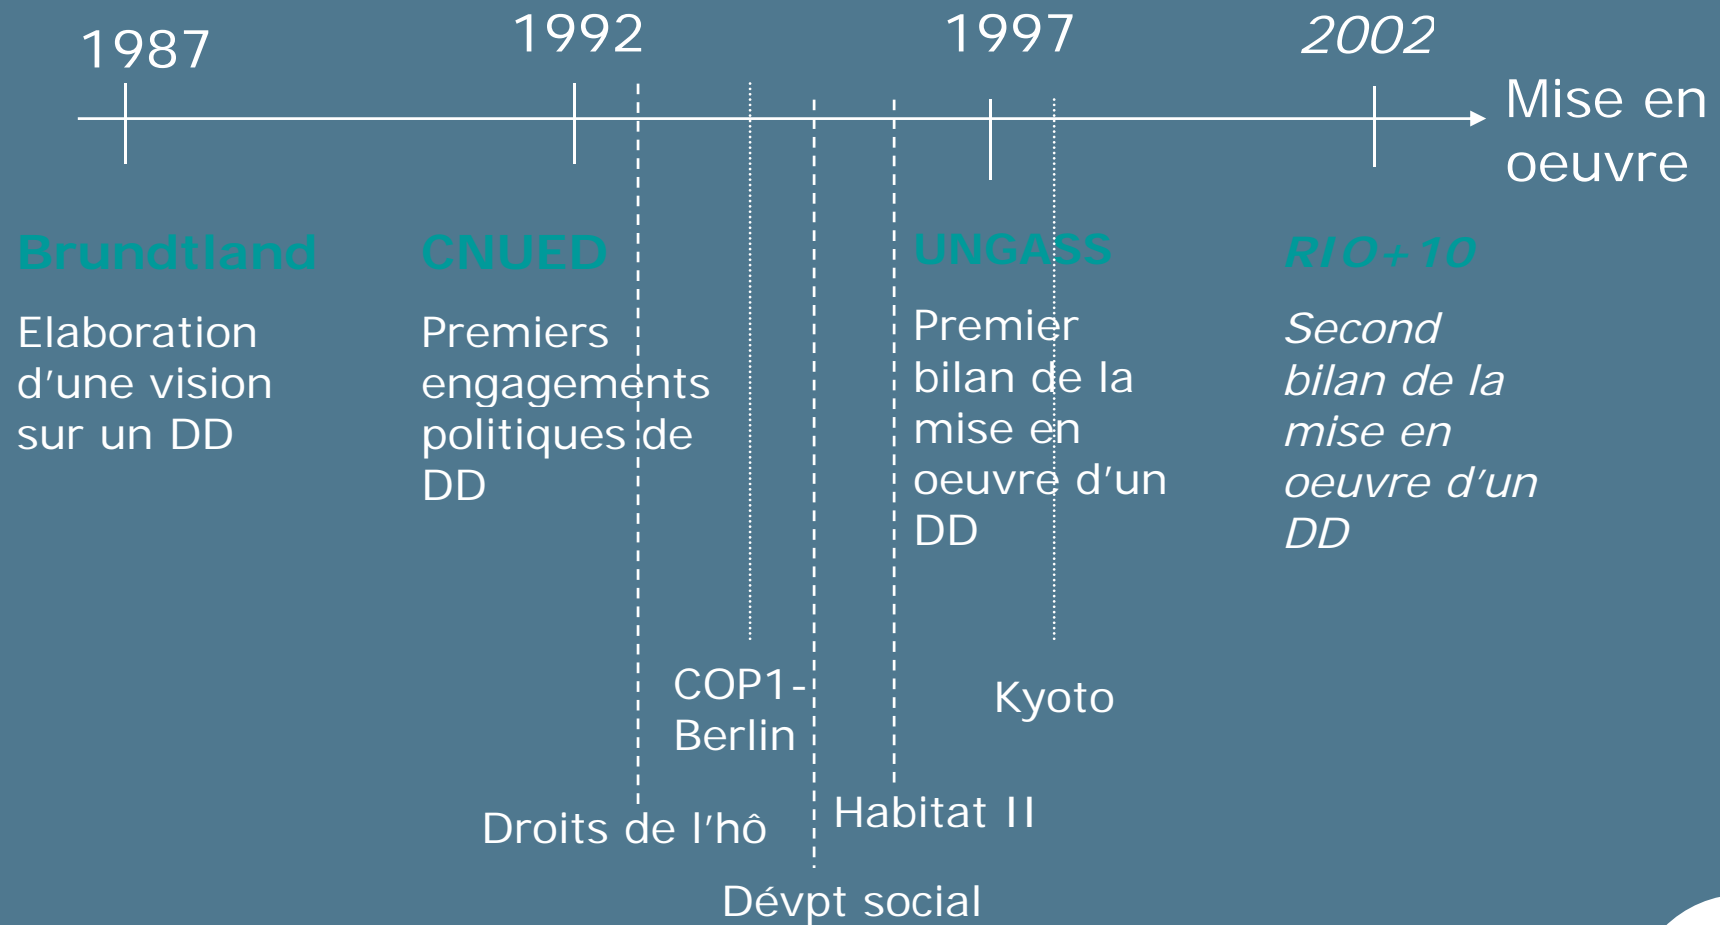 1987
1992
1997
2002
Mise en
oeuvre
Brundtland
Elaboration
d'une vision
sur un DD
CNUED
Premiers
engagements
politiques de
DD
UNGASS
Premier
bilan de la
mise en
oeuvre d'un
DD
RIO+10
Second
bilan de la
mise en
oeuvre d'un
DD
COP1-
Berlin
Kyoto
Droits de l'hô
Habitat II
Dévpt social